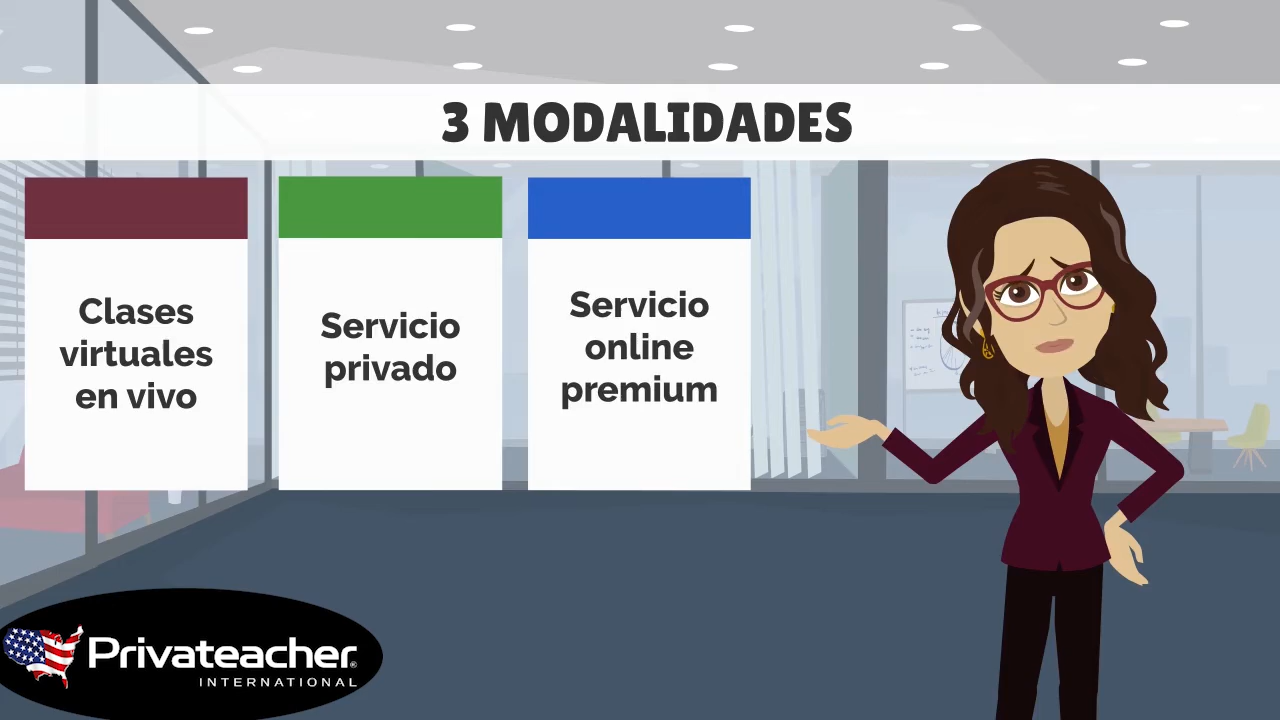 3 MODALIDADES
Clases
virtuales
en vivo
Servicio
privado
Servicio
online
premium
Privateacher®
INTERNATIONAL